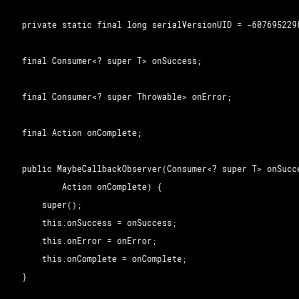 private static final long serialVersionUID = -607695229
final Consumer<? super T> onSuccess;
final Consumer<? super Throwable> onError;
final Action onComplete;
public MaybeCallbackObserver(Consumer<? super T> onSucce
Action onComplete) {
super();
this.onSuccess = onSuccess;
this.onError = onError;
this.onComplete = onComplete;
}